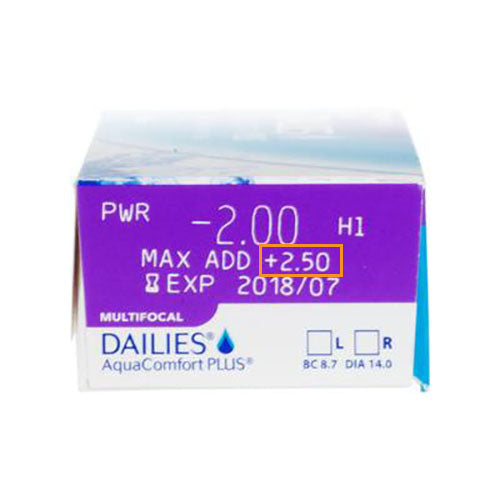 PWR -2.00 H1
MAX ADD +2.50
EXP 2018/07
MULTIFOCAL
DAILIES® L R
AquaComfort PLUS® BC 8.7 DIA 14.0